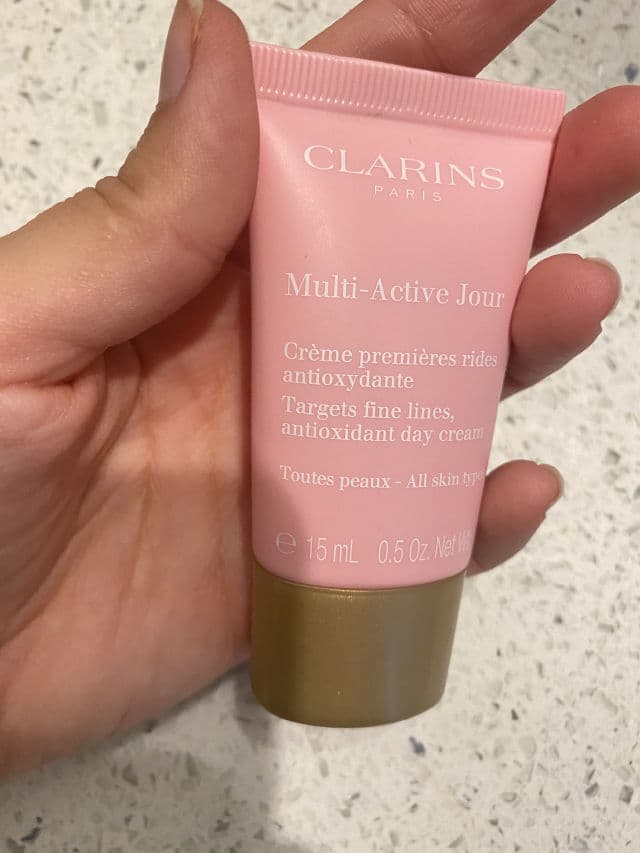 CLARINS
PARIS
Multi-Active Jour
Crème premières rides
antioxydante
Targets fine lines,
antioxidant day cream
Toutes peaux - All skin
℮ 15 mL 0.5 Oz. Net